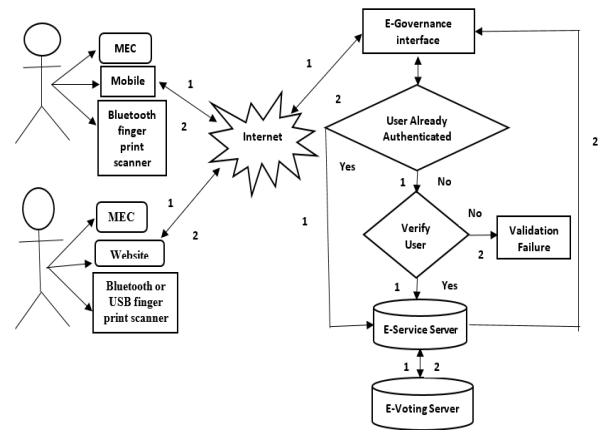 MEC
Mobile
Bluetooth
finger
print
scanner
1
2
MEC
Website
Bluetooth or
USB finger
print scanner
1
2
Internet
1
2
E-Governance
interface
User Already
Authenticated
Yes
1
No
1
Verify
User
No
2
Validation
Failure
1
Yes
E-Service Server
2
1
2
E-Voting Server